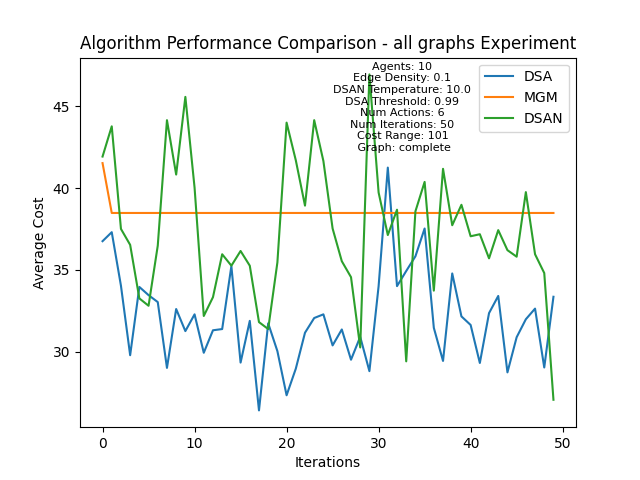 Algorithm Performance Comparison - all graphs Experiment
Agents: 10
Edge Density: 0.1
DSAN Temperature: 10.0
DSA Threshold: 0.99
Num Actions: 6
Num Iterations: 50
Cost Range: 101
Graph: complete
DSA
MGM
DSAN
Average Cost
45
40
35
30
0 10 20 30 40 50
Iterations